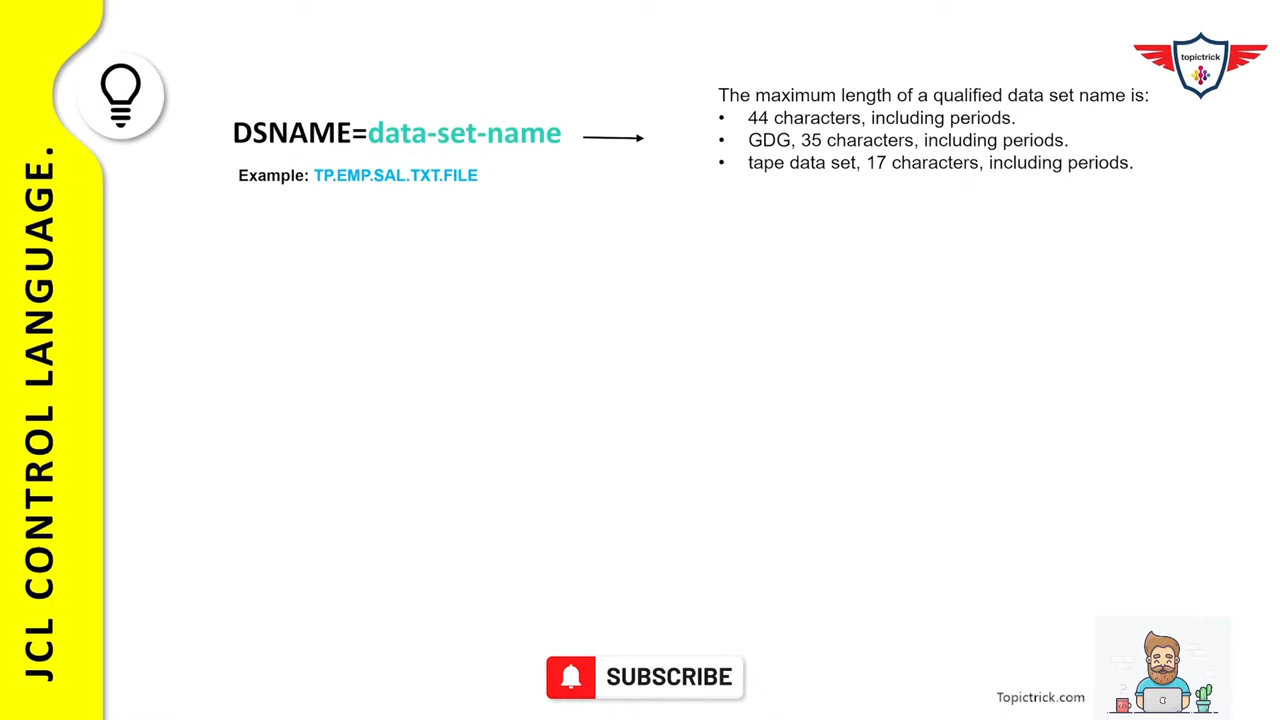 JCL CONTROL LANGUAGE.
topictrick
DSNAME=data-set-name
Example: TP.EMP.SAL.TXT.FILE
The maximum length of a qualified data set name is:
• 44 characters, including periods.
• GDG, 35 characters, including periods.
• tape data set, 17 characters, including periods.
SUBSCRIBE
Topictrick.com